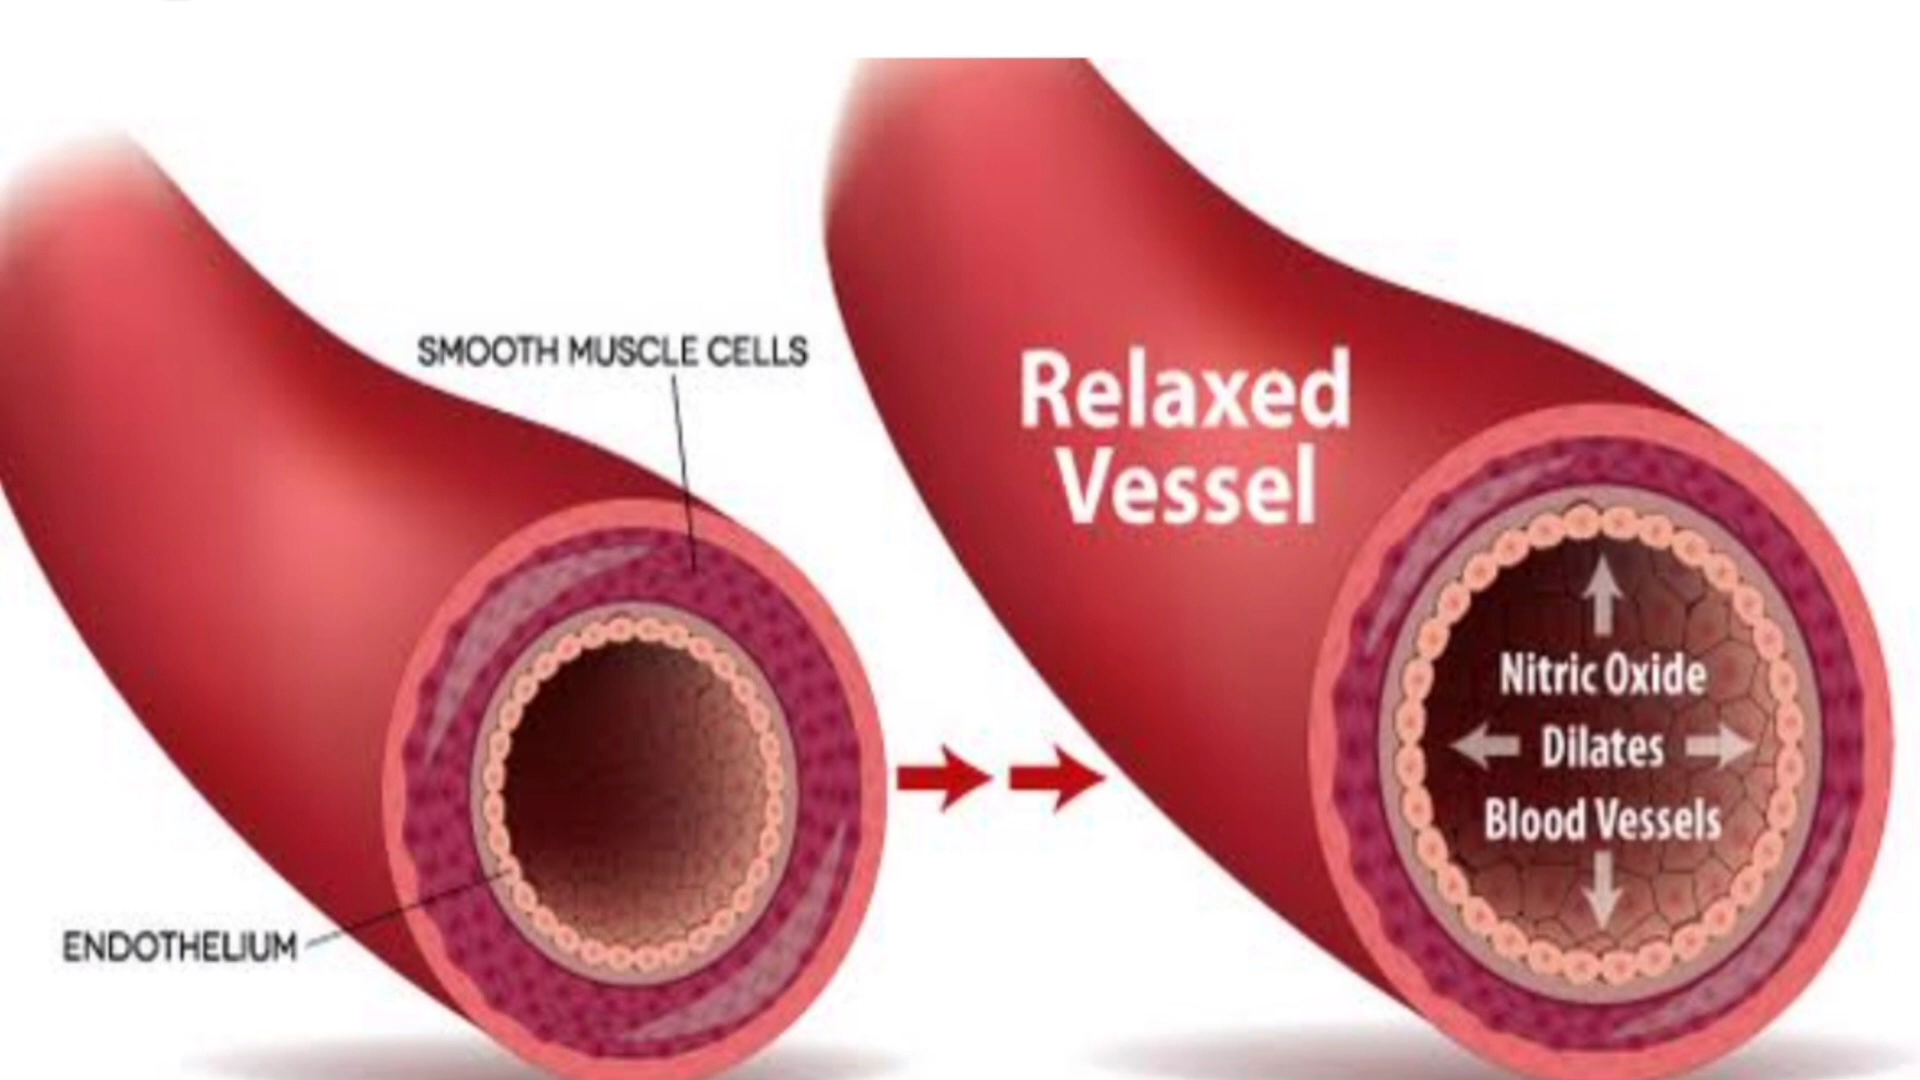 SMOOTH MUSCLE CELLS
ENDOTHELIUM
Relaxed
Vessel
Nitric Oxide
Dilates
Blood Vessels